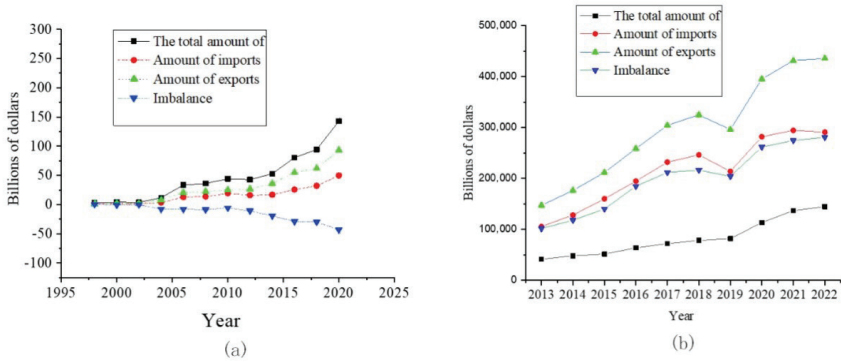 300
250
200
150
100
50
0
-50
-100
Billions of dollars
The total amount of
Amount of imports
Amount of exports
Imbalance
1995 2000 2005 2010 2015 2020 2025
Year
(a)
500,000
400,000
300,000
200,000
100,000
0
Billions of dollars
The total amount of
Amount of imports
Amount of exports
Imbalance
2013 2014 2015 2016 2017 2018 2019 2020 2021 2022
Year
(b)